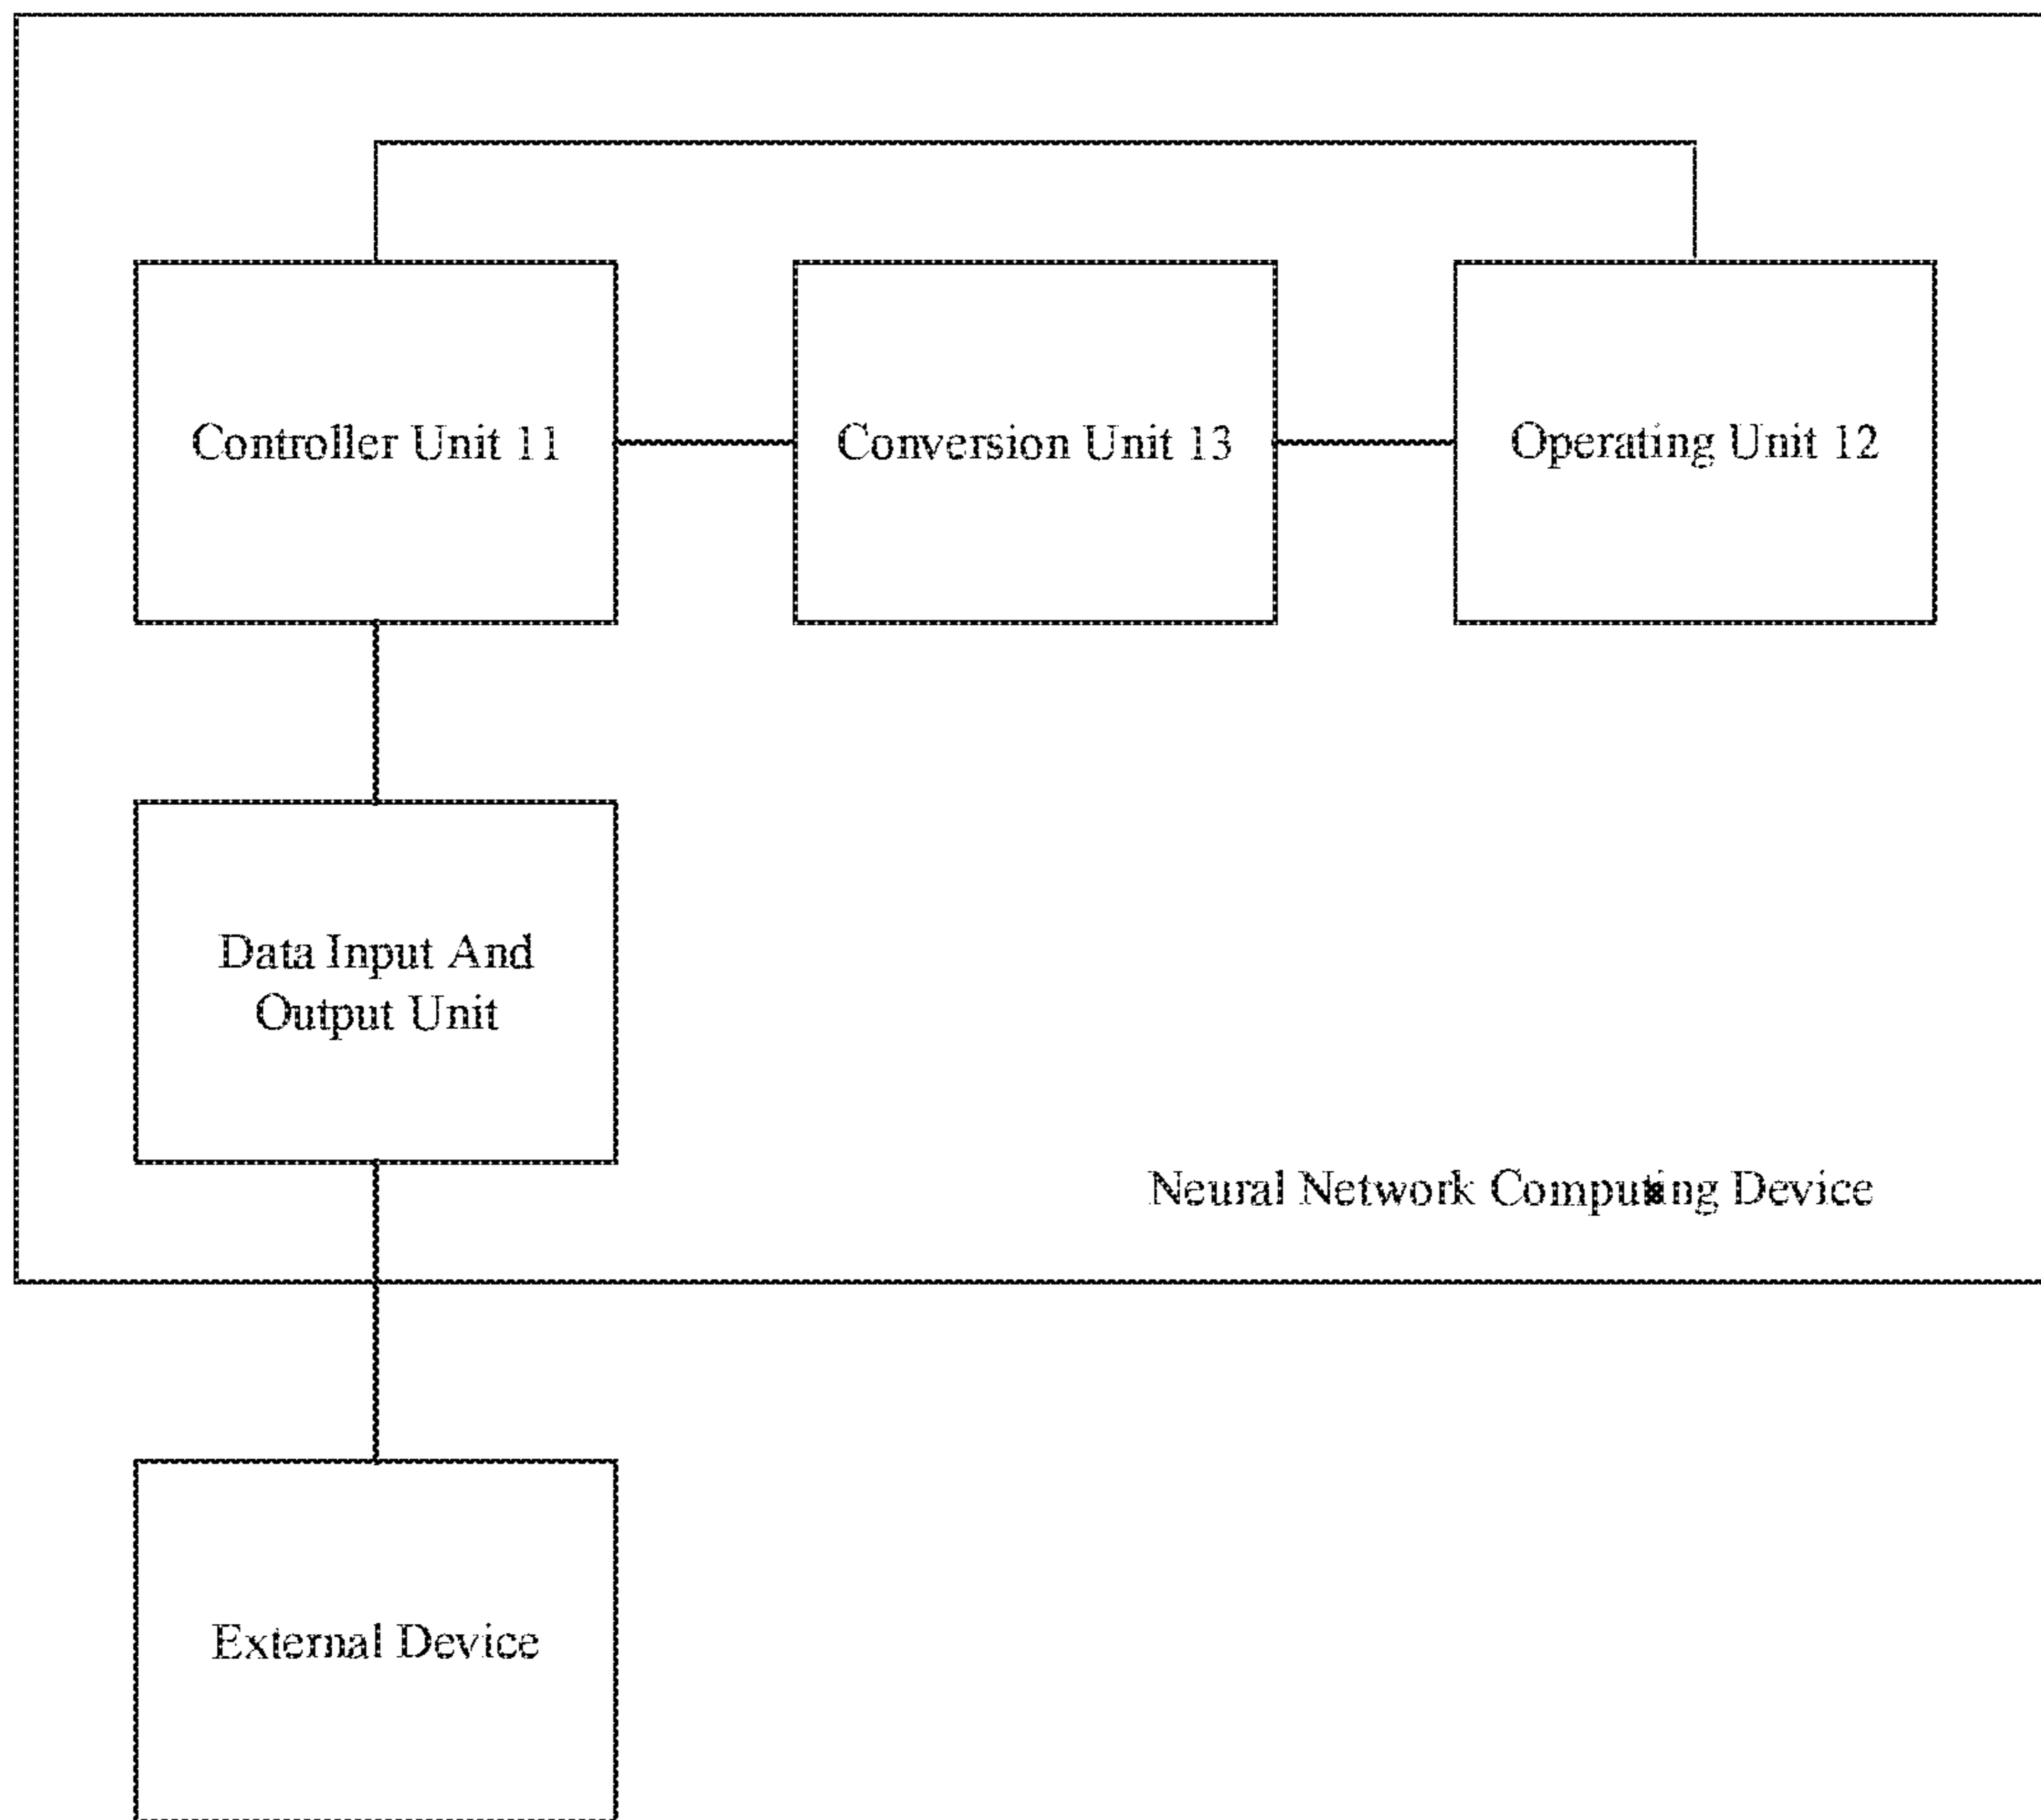 Controller Unit 11
Conversion Unit 13
Operating Unit 12
Data Input And
Output Unit
Neural Network Computing Device
External Device